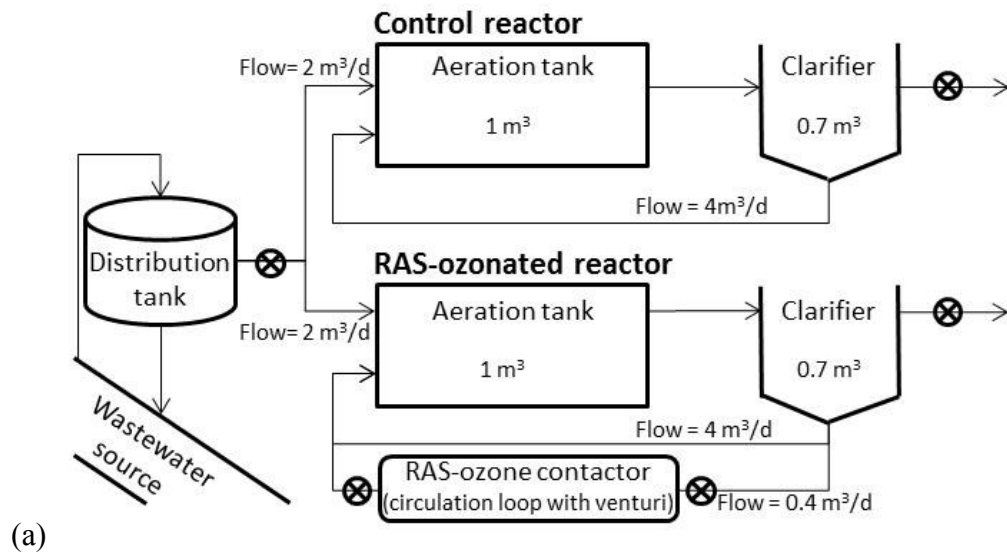 Control reactor
Flow= 2 m³/d
Aeration tank
1 m³
Clarifier
0.7 m³
Flow = 4m³/d
Distribution
tank
RAS-ozonated reactor
Flow= 2 m³/d
Aeration tank
1 m³
Clarifier
0.7 m³
Flow = 4 m³/d
Wastewater
source
RAS-ozone contactor
(circulation loop with venturi)
Flow= 0.4 m³/d
(a)